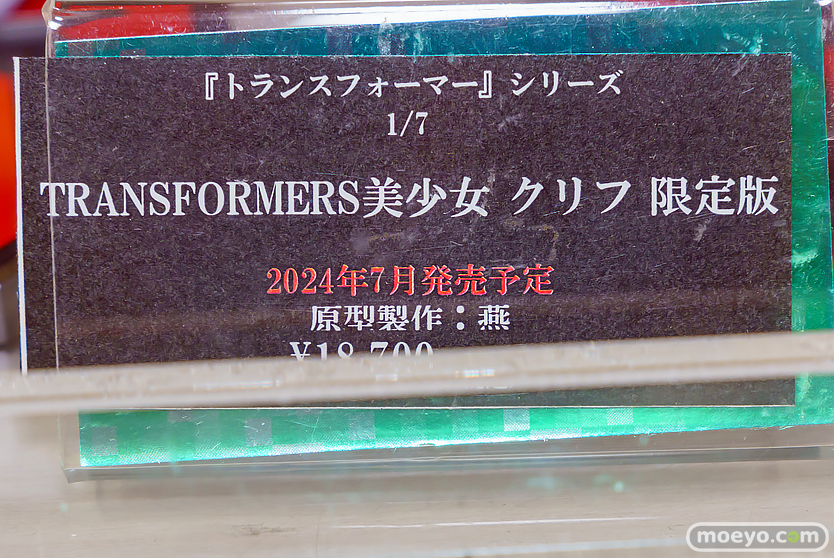 『トランスフォーマー』シリーズ
1/7
TRANSFORMERS美少女 クリフ 限定版
2024年7月発売予定
原型製作：燕
¥18,700
moeyo.com